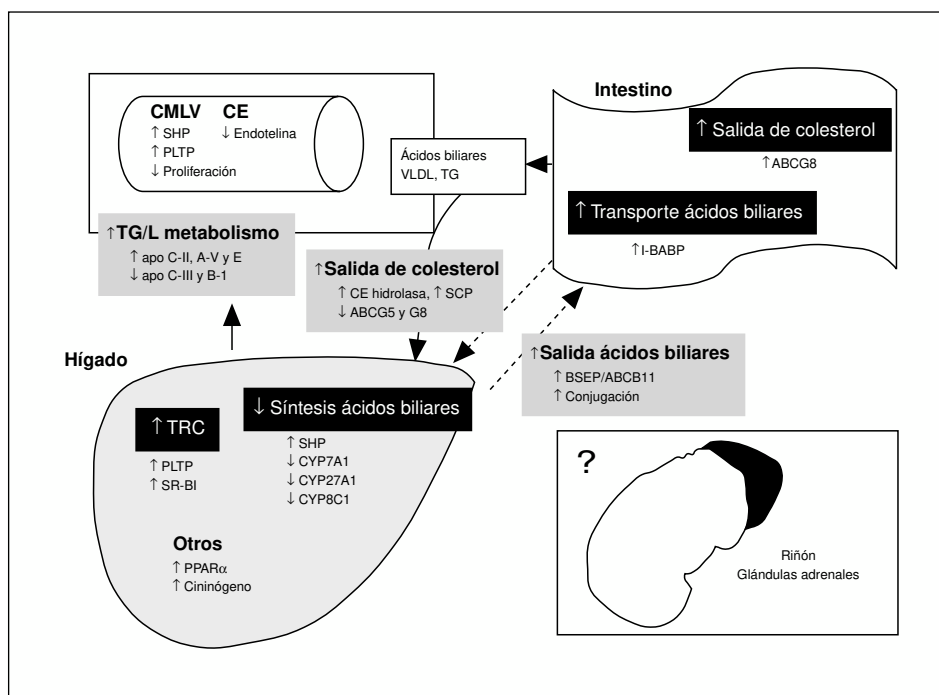 CMLV
↑ SHP
↑ PLTP
↓ Proliferación
CE
↓ Endotelina
Ácidos biliares
VLDL, TG
Intestino
↑ Salida de colesterol
↑ ABCG8
↑ Transporte ácidos biliares
↑ I-BABP
↑TG/L metabolismo
↑ apo C-II, A-V y E
↓ apo C-III y B-1
↑Salida de colesterol
↑ CE hidrolasa, ↑ SCP
↓ ABCG5 y G8
↑Salida ácidos biliares
↑ BSEP/ABCB11
↑ Conjugación
Hígado
↑ TRC
↑ PLTP
↑ SR-BI
↓ Síntesis ácidos biliares
↑ SHP
↓ CYP7A1
↓ CYP27A1
↓ CYP8C1
Otros
↑ PPARα
↑ Cininógeno
?
Riñón
Glándulas adrenales